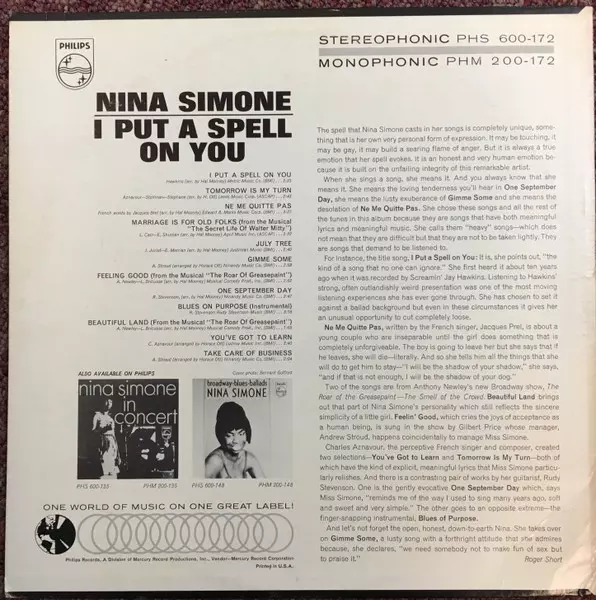 PHILIPS
STEREOPHONIC PHS 600-172
MONOPHONIC PHM 200-172
NINA SIMONE
I PUT A SPELL
ON YOU
I PUT A SPELL ON YOU
TOMORROW IS MY TURN
NE ME QUITTE PAS
MARRIAGE IS FOR OLD FOLKS (from the Musical
"The Secret Life Of Walter Mitty")
JULY TREE
GIMME SOME
FEELING GOOD (from the Musical "The Roar Of Greasepaint")
ONE SEPTEMBER DAY
BLUES ON PURPOSE (Instrumental)
BEAUTIFUL LAND (From the Musical "The Roar Of Greasepaint")
YOU'VE GOT TO LEARN
TAKE CARE OF BUSINESS
ALSO AVAILABLE ON PHILIPS
nina simone
in
concert
broadway-blues-ballads
NINA SIMONE
PHS 600-135 PHM 200-135 PHS 600-148 PHM 200-148
ONE WORLD OF MUSIC ON ONE GREAT LABEL!
Philips Records, A Division of Mercury Record Productions, Inc., Vendor—Mercury Record Corporation
Printed in U.S.A.
The spell that Nina Simone casts in her songs is completely unique, some-
thing that is her own very personal form of expression. It may be touching, it
may be gay, it may build a searing flame of anger. But it is always a true
emotion that her spell evokes. It is an honest and very human emotion be-
cause it is built on the unfailing integrity of this remarkable artist.
When she sings a song, she means it. And you always know that she
means it. She means the loving tenderness you'll hear in One September
Day, she means the lusty exuberance of Gimme Some and she means the
desolation of Ne Me Quitte Pas. She chose these songs and all the rest of
the tunes in this album because they are songs that have both meaningful
lyrics and meaningful music. She calls them "heavy" songs—which does
not mean that they are difficult but that they are not to be taken lightly. They
are songs that demand to be listened to.
For instance, the title song, I Put a Spell on You: It is, she points out, "the
kind of a song that no one can ignore." She first heard it about ten years
ago when it was recorded by Screamin' Jay Hawkins. Listening to Hawkins'
strong, often outlandishly weird presentation was one of the most moving
listening experiences she has ever gone through. She has chosen to set it
against a ballad background but even in these circumstances it gives her
an unusual opportunity to cut completely loose.
Ne Me Quitte Pas, written by the French singer, Jacques Prel, is about a
young couple who are inseparable until the girl does something that is
completely unforgiveable. The boy is going to leave her but she says that if
he leaves, she will die—literally. And so she tells him all the things that she
will do to get him to stay—"I will be the shadow of your shadow," she says,
"and if that is not enough, I will be the shadow of your dog."
Two of the songs are from Anthony Newley's new Broadway show, The
Roar of the Greasepaint—The Smell of the Crowd. Beautiful Land brings
out that part of Nina Simone's personality which still reflects the sincere
simplicity of a little girl. Feelin' Good, which cries the joys of acceptance as
a human being, is sung in the show by Gilbert Price whose manager,
Andrew Stroud, happens coincidentally to manage Miss Simone.
Charles Aznavour, the perceptive French singer and composer, created
two selections—You've Got to Learn and Tomorrow Is My Turn—both of
which have the kind of explicit, meaningful lyrics that Miss Simone particu-
larly relishes. And there is a contrasting pair of works by her guitarist, Rudy
Stevenson. One is the gently evocative One September Day which, says
Miss Simone, "reminds me of the way I used to sing many years ago, soft
and sweet and very simple." The other goes to an opposite extreme—the
finger-snapping instrumental, Blues of Purpose.
And let's not forget the open, honest, down-to-earth Nina. She takes over
on Gimme Some, a lusty song with a forthright attitude that she admires
because, she declares, "we need somebody not to make fun of sex but
to praise it."
Roger Short